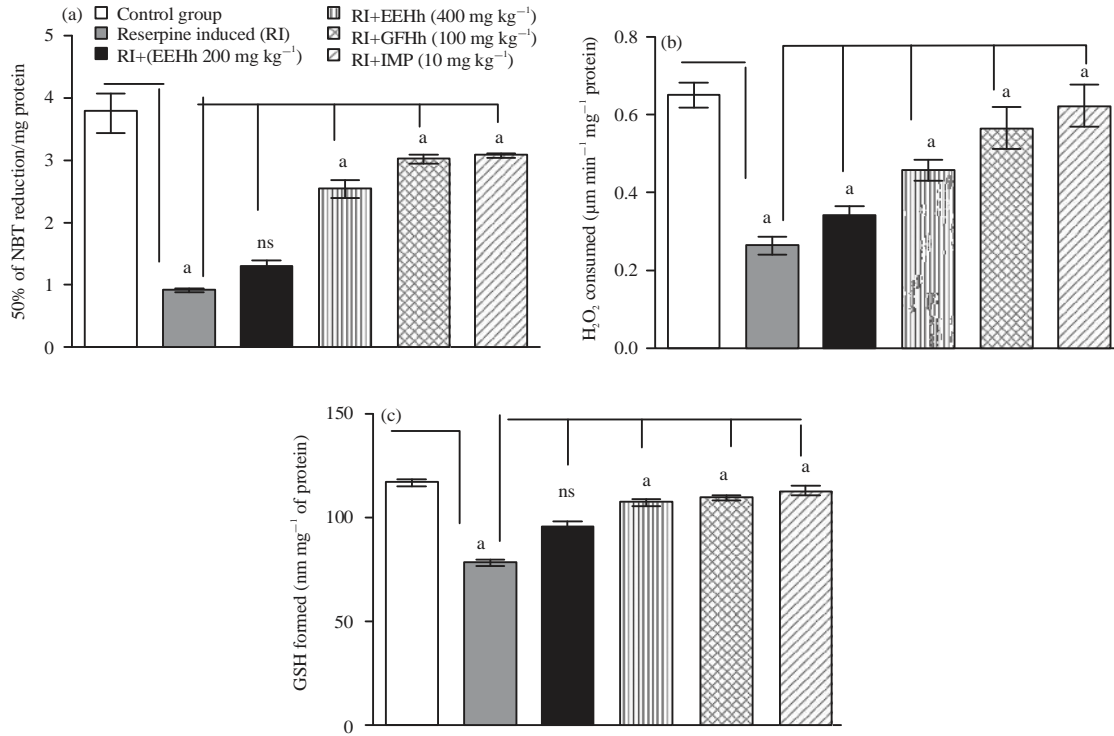 (a)
Control group
Reserpine induced (RI)
RI+(EEHh 200 mg kg⁻¹)
RI+EEHh (400 mg kg⁻¹)
RI+GFHh (100 mg kg⁻¹)
RI+IMP (10 mg kg⁻¹)
50% of NBT reduction/mg protein
5
4
3
2
1
0
a
ns
a
a
a
(b)
H₂O₂ consumed (µm min⁻¹ mg⁻¹ protein)
0.8
0.6
0.4
0.2
0.0
a
a
a
a
a
(c)
GSH formed (nm mg⁻¹ of protein)
150
100
50
0
a
ns
a
a
a